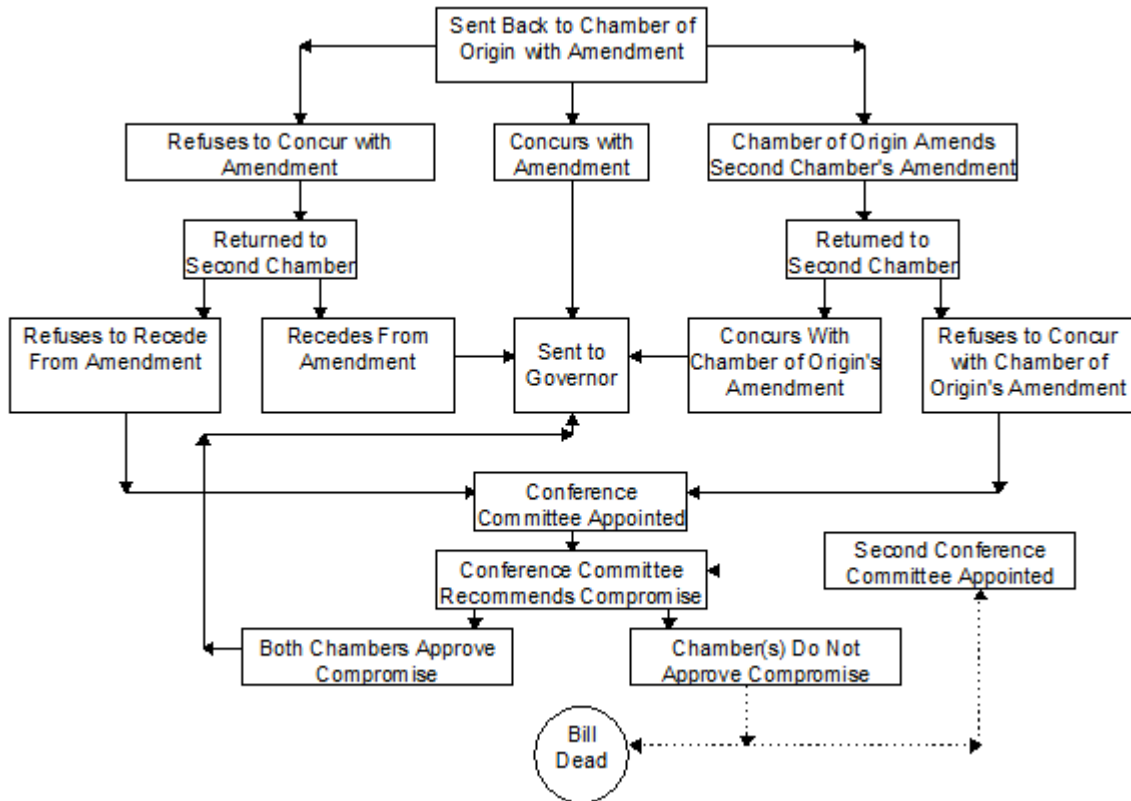 Sent Back to Chamber of
Origin with Amendment
Refuses to Concur with
Amendment
Concurs with
Amendment
Chamber of Origin Amends
Second Chamber's Amendment
Returned to
Second Chamber
Returned to
Second Chamber
Refuses to Recede
From Amendment
Recedes From
Amendment
Sent to
Governor
Concurs With
Chamber of Origin's
Amendment
Refuses to Concur
with Chamber of
Origin's Amendment
Conference
Committee Appointed
Second Conference
Committee Appointed
Conference Committee
Recommends Compromise
Both Chambers Approve
Compromise
Chamber(s) Do Not
Approve Compromise
Bill
Dead